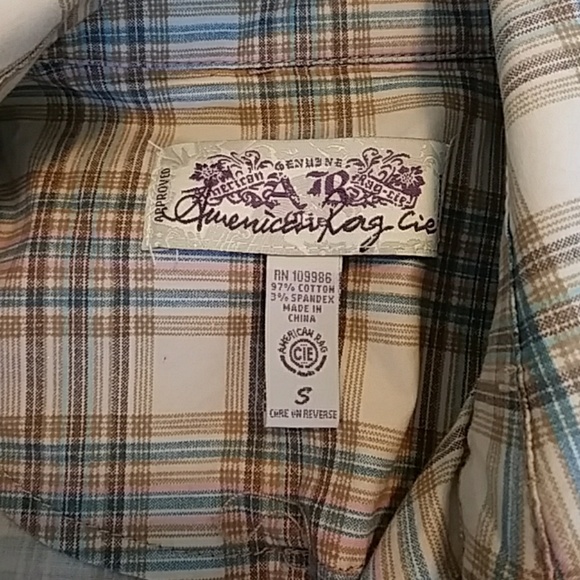 APPROVED
GENUINE
American AR Rag-Cie
American Rag Cie
RN 109986
97% COTTON
3% SPANDEX
MADE IN
CHINA
AMERICAN RAG
CIE
S
CARE ON REVERSE